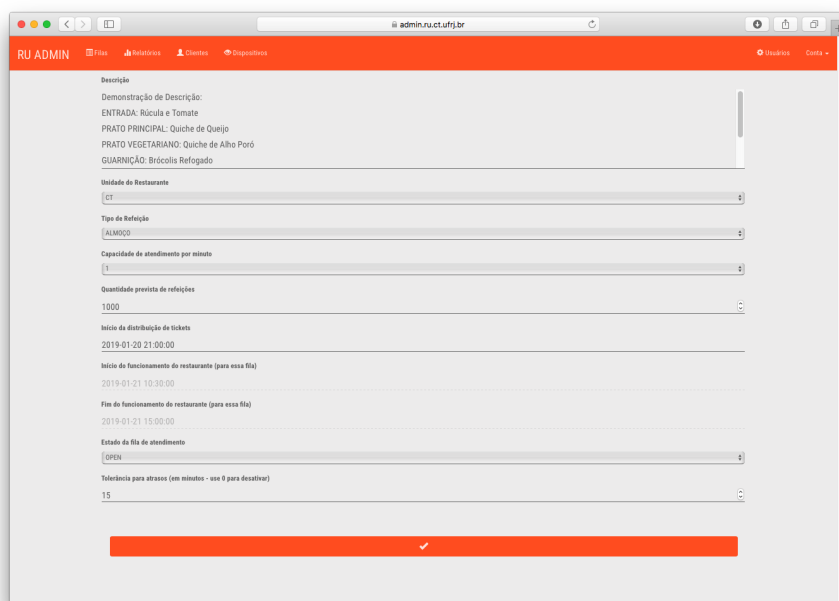 admin.ru.ct.ufrj.br
RU ADMIN Filas Relatórios Clientes Dispositivos Usuários Conta
Descrição
Demonstração de Descrição:
ENTRADA: Rúcula e Tomate
PRATO PRINCIPAL: Quiche de Queijo
PRATO VEGETARIANO: Quiche de Alho Poró
GUARNIÇÃO: Brócolis Refogado
Unidade do Restaurante
CT
Tipo de Refeição
ALMOÇO
Capacidade de atendimento por minuto
1
Quantidade prevista de refeições
1000
Início da distribuição de tickets
2019-01-20 21:00:00
Início do funcionamento do restaurante (para essa fila)
2019-01-21 10:30:00
Fim do funcionamento do restaurante (para essa fila)
2019-01-21 15:00:00
Estado da fila de atendimento
OPEN
Tolerância para atrasos (em minutos - use 0 para desativar)
15